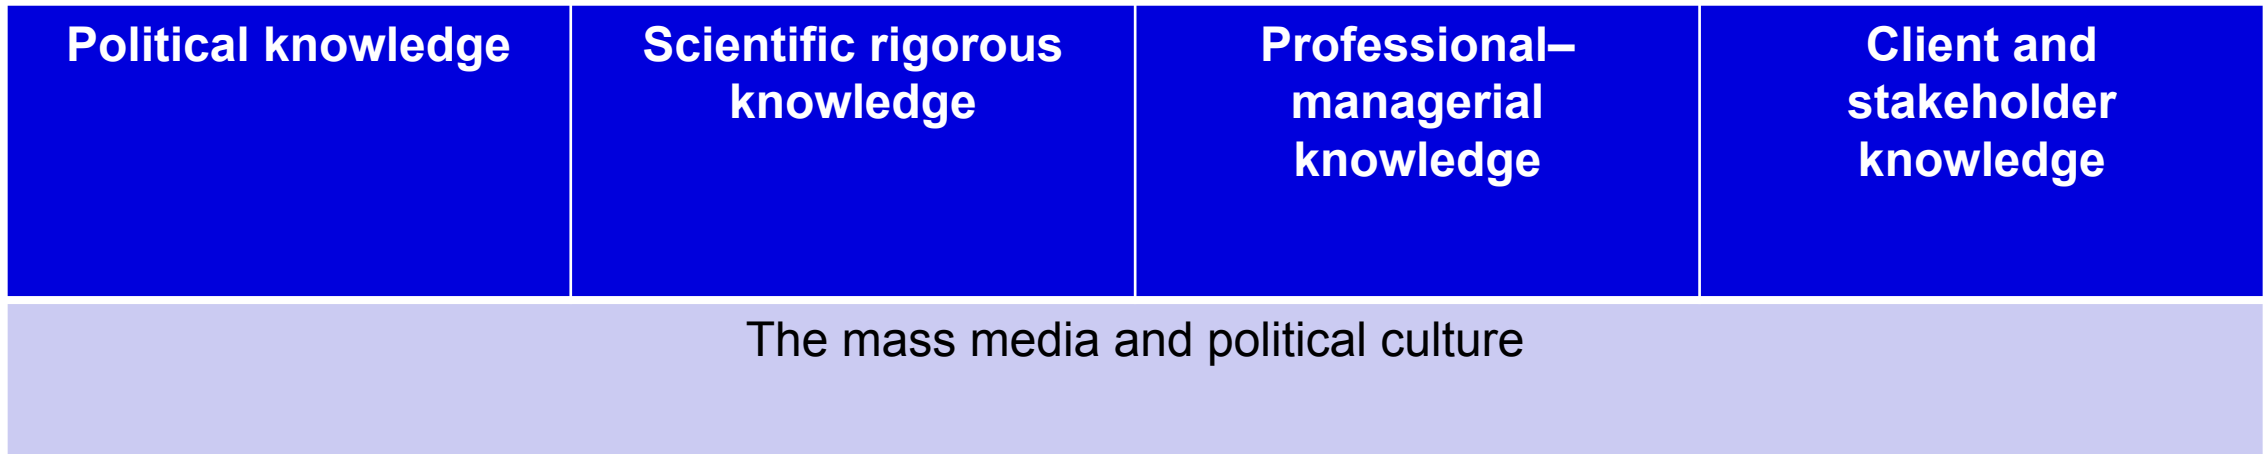 Political knowledge
Scientific rigorous
knowledge
Professional–
managerial
knowledge
Client and
stakeholder
knowledge
The mass media and political culture